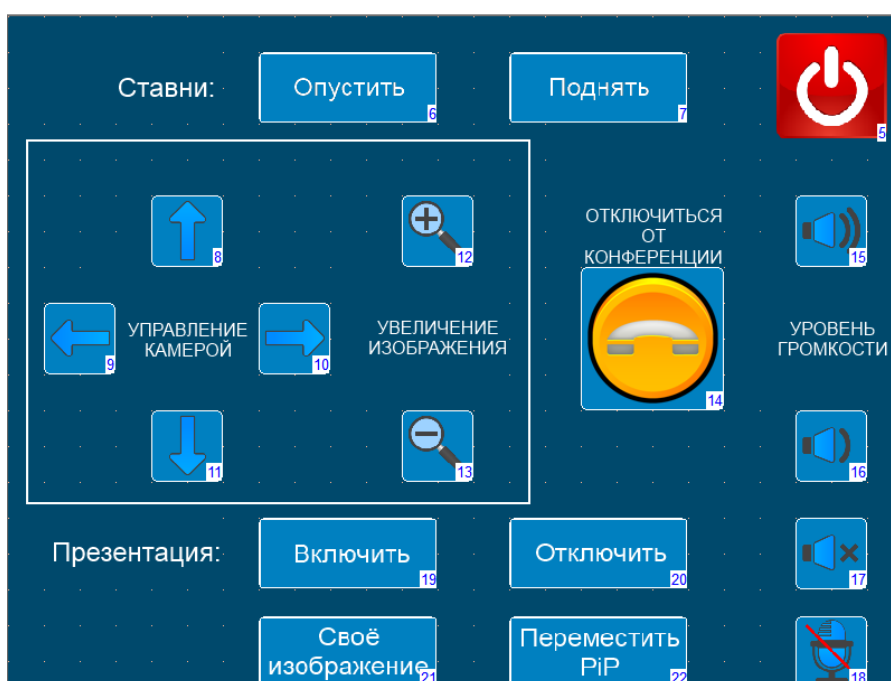 Ставни:
Опустить
6
Поднять
7
5
8
12
ОТКЛЮЧИТЬСЯ
ОТ
КОНФЕРЕНЦИИ
15
9
УПРАВЛЕНИЕ
КАМЕРОЙ
10
УВЕЛИЧЕНИЕ
ИЗОБРАЖЕНИЯ
14
УРОВЕНЬ
ГРОМКОСТИ
11
13
16
Презентация:
Включить
19
Отключить
20
17
Своё
изображение
21
Переместить
PiP
22
18